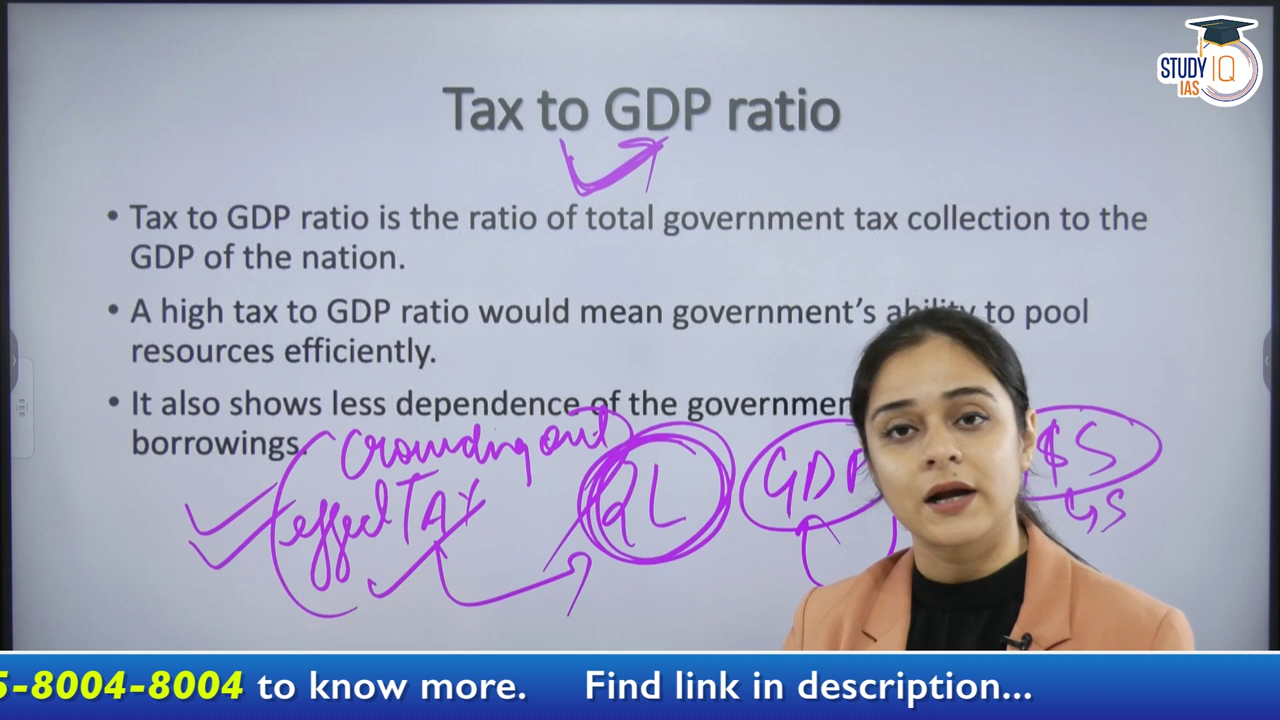 STUDY IQ
IAS
Tax to GDP ratio
• Tax to GDP ratio is the ratio of total government tax collection to the
GDP of the nation.
• A high tax to GDP ratio would mean government's ability to pool
resources efficiently.
• It also shows less dependence of the governmen
borrowings.
Crowding out
effect TAX
GDP
$
5-8004-8004 to know more. Find link in description...